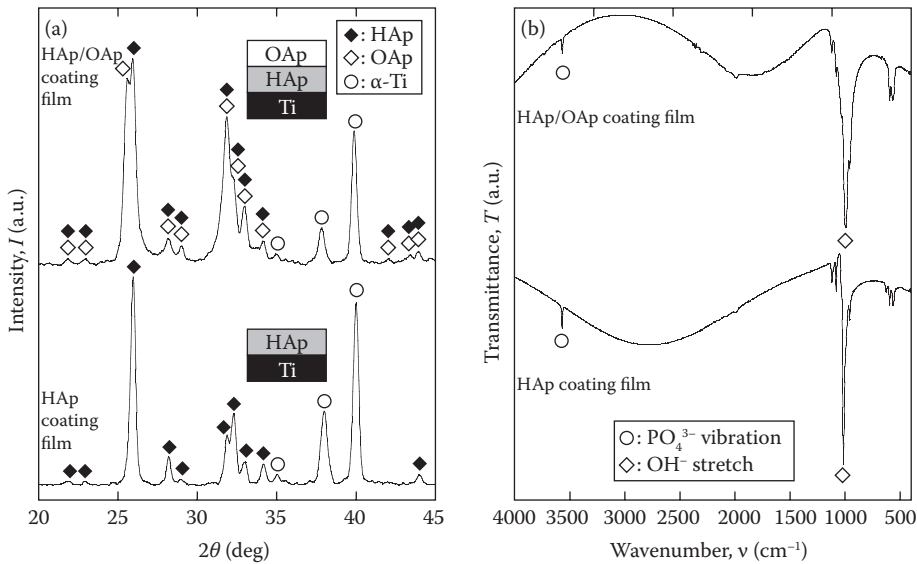 (a)
HAp/OAp
coating
film
OAp
HAp
Ti
◆: HAp
◇: OAp
○: α-Ti
HAp
Ti
HAp
coating
film
Intensity, I (a.u.)
20 25 30 35 40 45
2θ (deg)
(b)
HAp/OAp coating film
HAp coating film
○: PO₄³⁻ vibration
◇: OH⁻ stretch
Transmittance, T (a.u.)
4000 3500 3000 2500 2000 1500 1000 500
Wavenumber, ν (cm⁻¹)